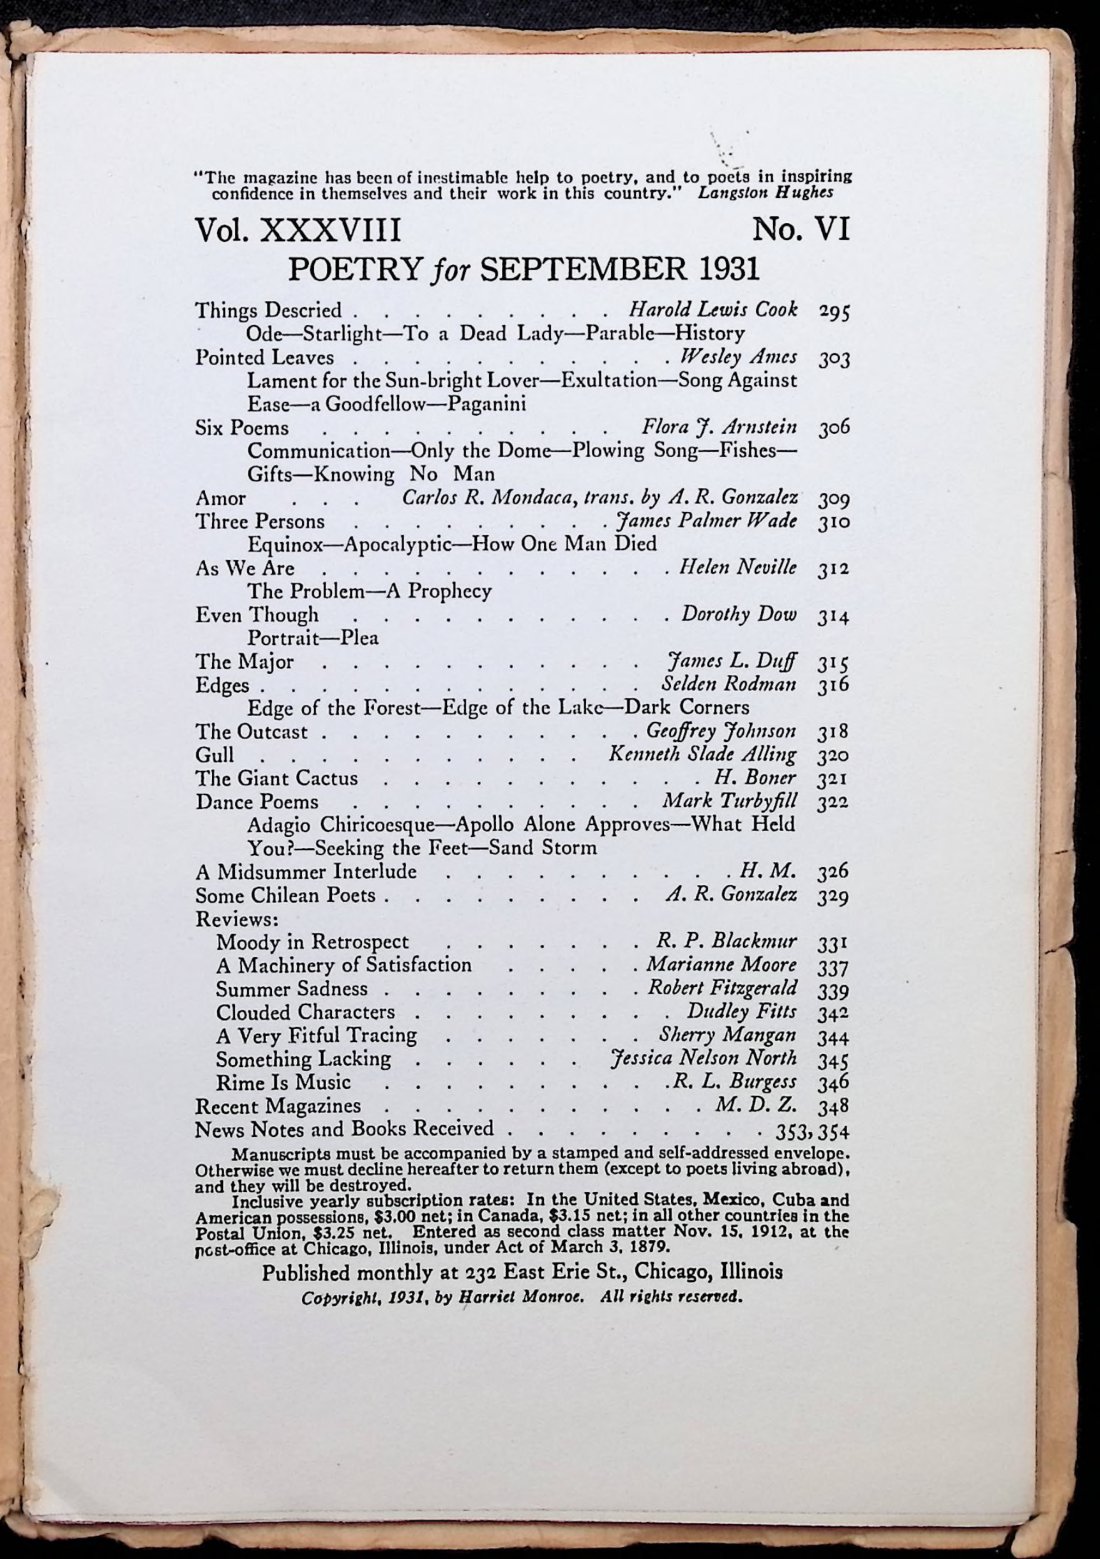 "The magazine has been of inestimable help to poetry, and to poets in inspiring
confidence in themselves and their work in this country." Langston Hughes
Vol. XXXVIII No. VI
POETRY for SEPTEMBER 1931
Things Descried . . . . . . . . . Harold Lewis Cook 295
Ode—Starlight—To a Dead Lady—Parable—History
Pointed Leaves . . . . . . . . . . . Wesley Ames 303
Lament for the Sun-bright Lover—Exultation—Song Against
Ease—a Goodfellow—Paganini
Six Poems . . . . . . . . . . Flora J. Arnstein 306
Communication—Only the Dome—Plowing Song—Fishes—
Gifts—Knowing No Man
Amor . . . Carlos R. Mondaca, trans. by A. R. Gonzalez 309
Three Persons . . . . . . . . . James Palmer Wade 310
Equinox—Apocalyptic—How One Man Died
As We Are . . . . . . . . . . . . Helen Neville 312
The Problem—A Prophecy
Even Though . . . . . . . . . . . Dorothy Dow 314
Portrait—Plea
The Major . . . . . . . . . . . James L. Duff 315
Edges . . . . . . . . . . . . . Selden Rodman 316
Edge of the Forest—Edge of the Lake—Dark Corners
The Outcast . . . . . . . . . . . Geoffrey Johnson 318
Gull . . . . . . . . . . . Kenneth Slade Alling 320
The Giant Cactus . . . . . . . . . . . H. Boner 321
Dance Poems . . . . . . . . . . Mark Turbyfill 322
Adagio Chiricoesque—Apollo Alone Approves—What Held
You?—Seeking the Feet—Sand Storm
A Midsummer Interlude . . . . . . . . . . H. M. 326
Some Chilean Poets . . . . . . . . . A. R. Gonzalez 329
Reviews:
Moody in Retrospect . . . . . . . R. P. Blackmur 331
A Machinery of Satisfaction . . . . . Marianne Moore 337
Summer Sadness . . . . . . . . . Robert Fitzgerald 339
Clouded Characters . . . . . . . . . Dudley Fitts 342
A Very Fitful Tracing . . . . . . . Sherry Mangan 344
Something Lacking . . . . . . Jessica Nelson North 345
Rime Is Music . . . . . . . . . . R. L. Burgess 346
Recent Magazines . . . . . . . . . . . M. D. Z. 348
News Notes and Books Received . . . . . . . . . 353, 354
Manuscripts must be accompanied by a stamped and self-addressed envelope.
Otherwise we must decline hereafter to return them (except to poets living abroad),
and they will be destroyed.
Inclusive yearly subscription rates: In the United States, Mexico, Cuba and
American possessions, $3.00 net; in Canada, $3.15 net; in all other countries in the
Postal Union, $3.25 net. Entered as second class matter Nov. 15, 1912, at the
post-office at Chicago, Illinois, under Act of March 3, 1879.
Published monthly at 232 East Erie St., Chicago, Illinois
Copyright, 1931, by Harriet Monroe. All rights reserved.